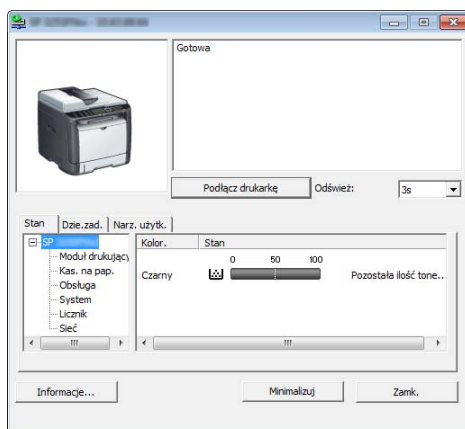 Gotowa
Podłącz drukarkę Odśwież: 3s
Stan Dzie.zad. Narz. użytk.
SP
Kolor. Stan
Moduł drukujący
0 50 100
Kas. na pap.
Czarny Pozostała ilość tone...
Obsługa
System
Licznik
Sieć
Informacje... Minimalizuj Zamk.